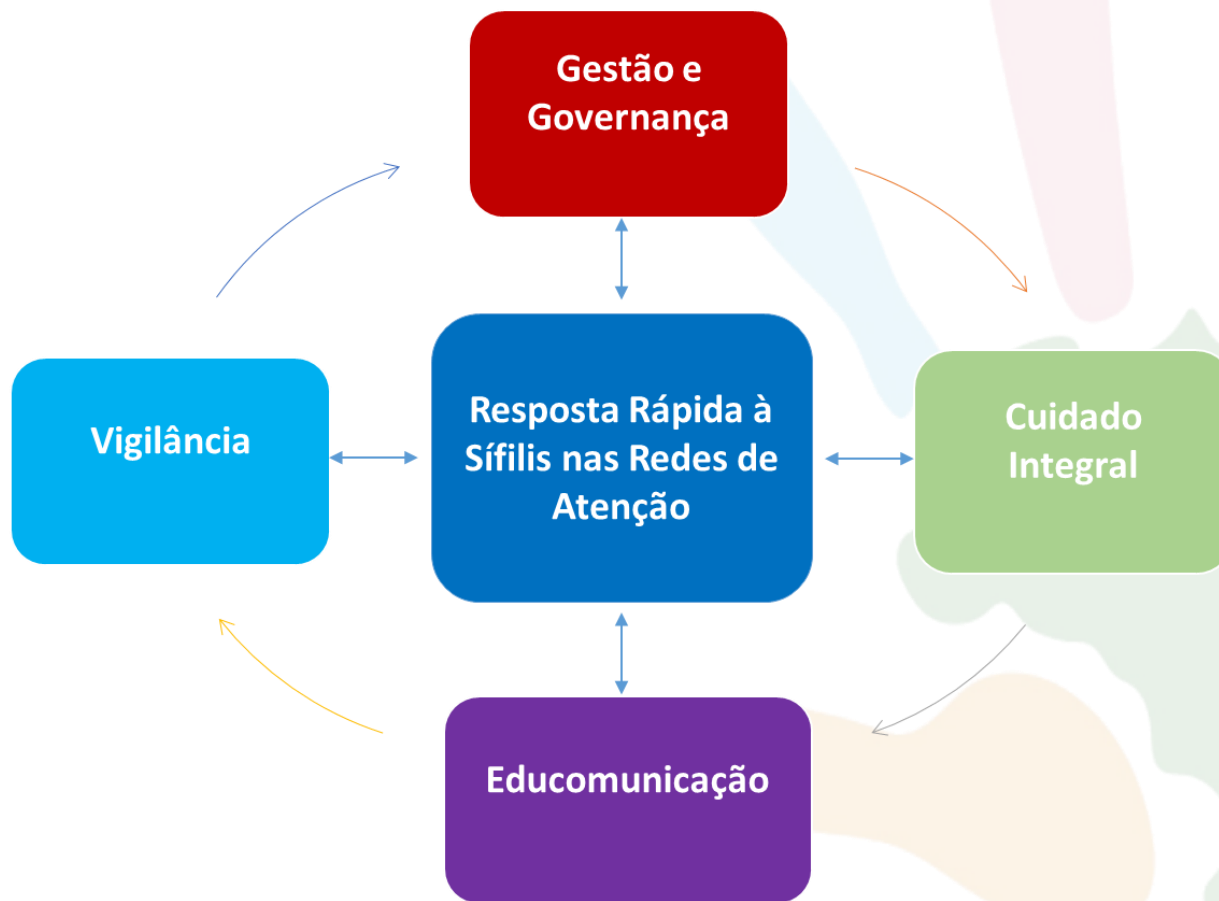 Gestão e
Governança
Vigilância
Resposta Rápida à
Sífilis nas Redes de
Atenção
Cuidado
Integral
Educomunicação